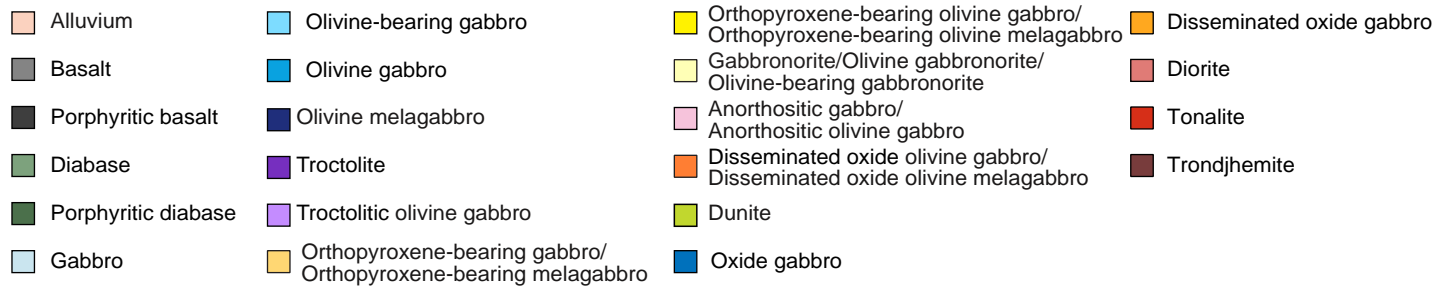 Alluvium
Basalt
Porphyritic basalt
Diabase
Porphyritic diabase
Gabbro
Olivine-bearing gabbro
Olivine gabbro
Olivine melagabbro
Troctolite
Troctolitic olivine gabbro
Orthopyroxene-bearing gabbro/
Orthopyroxene-bearing melagabbro
Orthopyroxene-bearing olivine gabbro/
Orthopyroxene-bearing olivine melagabbro
Gabbronorite/Olivine gabbronorite/
Olivine-bearing gabbronorite
Anorthositic gabbro/
Anorthositic olivine gabbro
Disseminated oxide olivine gabbro/
Disseminated oxide olivine melagabbro
Dunite
Oxide gabbro
Disseminated oxide gabbro
Diorite
Tonalite
Trondjhemite